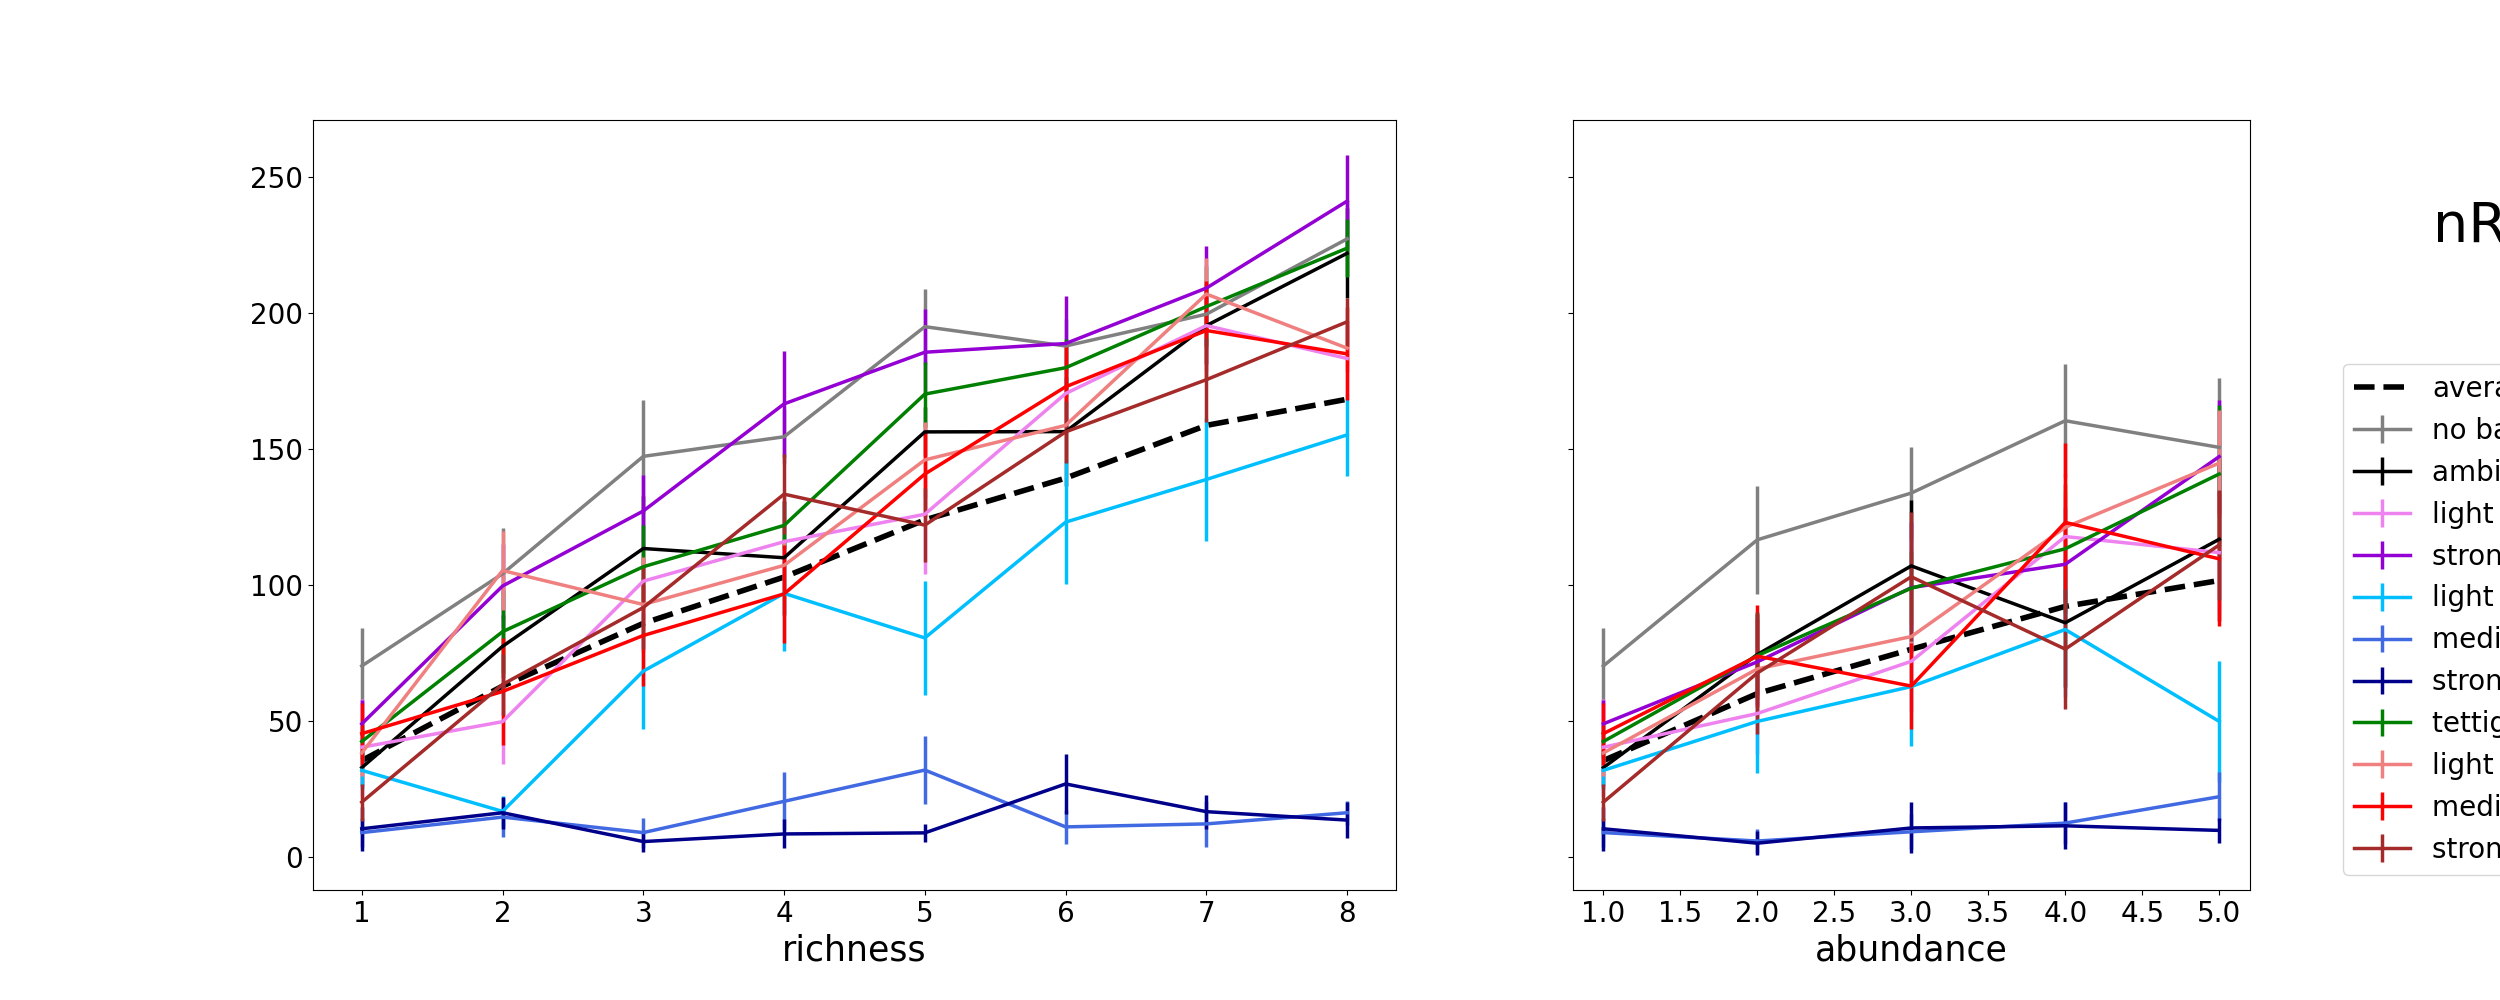 250
200
150
100
50
0
1 2 3 4 5 6 7 8
richness
1.0 1.5 2.0 2.5 3.0 3.5 4.0 4.5 5.0
abundance
nR
avera
no ba
ambi
light
stron
light
medi
stron
tettig
light
medi
stron